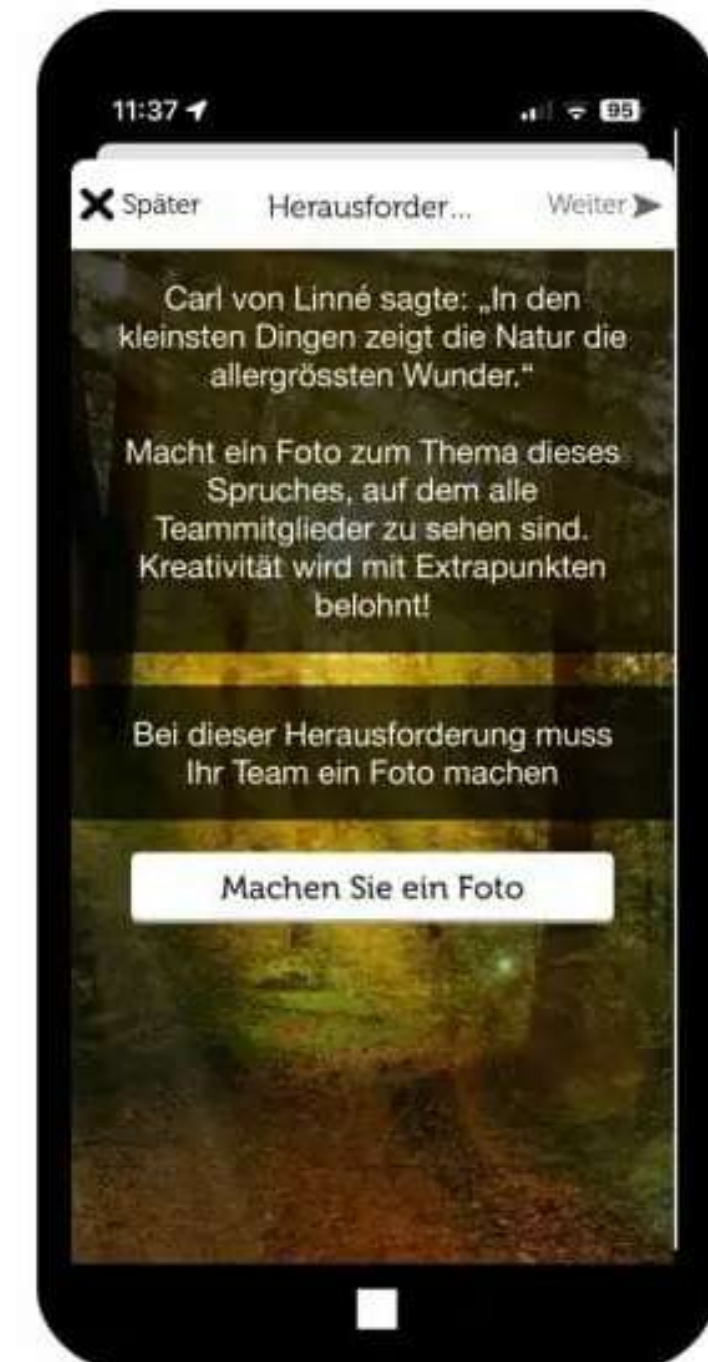 11:37
95
Später Herausforder... Weiter
Carl von Linné sagte: „In den
kleinsten Dingen zeigt die Natur die
allergrössten Wunder.“
Macht ein Foto zum Thema dieses
Spruches, auf dem alle
Teammitglieder zu sehen sind.
Kreativität wird mit Extrapunkten
belohnt!
Bei dieser Herausforderung muss
Ihr Team ein Foto machen
Machen Sie ein Foto